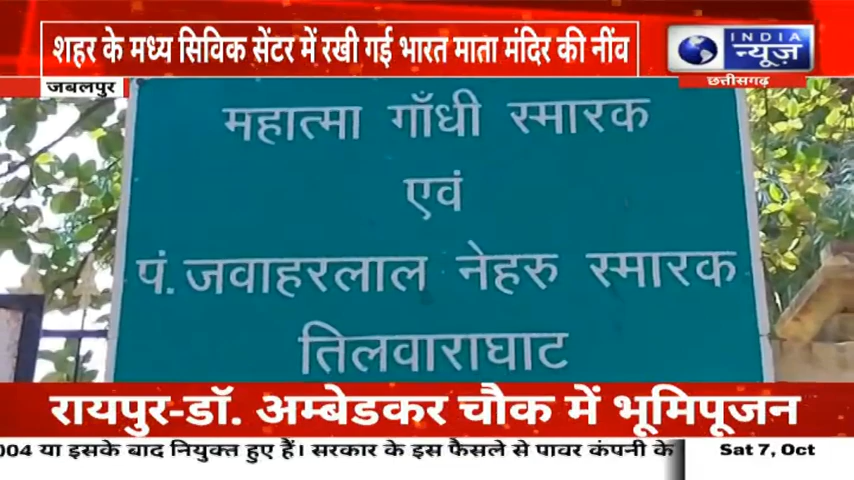 शहर के मध्य सिविक सेंटर में रखी गई भारत माता मंदिर की नींव
INDIA
न्यूज़
छत्तीसगढ़
जबलपुर
महात्मा गाँधी स्मारक
एवं
पं. जवाहरलाल नेहरु स्मारक
तिलवाराघाट
रायपुर-डॉ. अम्बेडकर चौक में भूमिपूजन
004 या इसके बाद नियुक्त हुए हैं। सरकार के इस फैसले से पावर कंपनी के
Sat 7, Oct